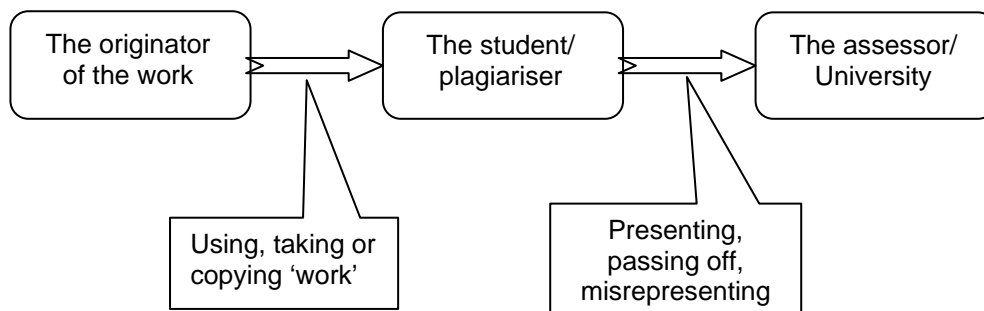 The originator
of the work
The student/
plagiariser
The assessor/
University
Using, taking or
copying ‘work’
Presenting,
passing off,
misrepresenting